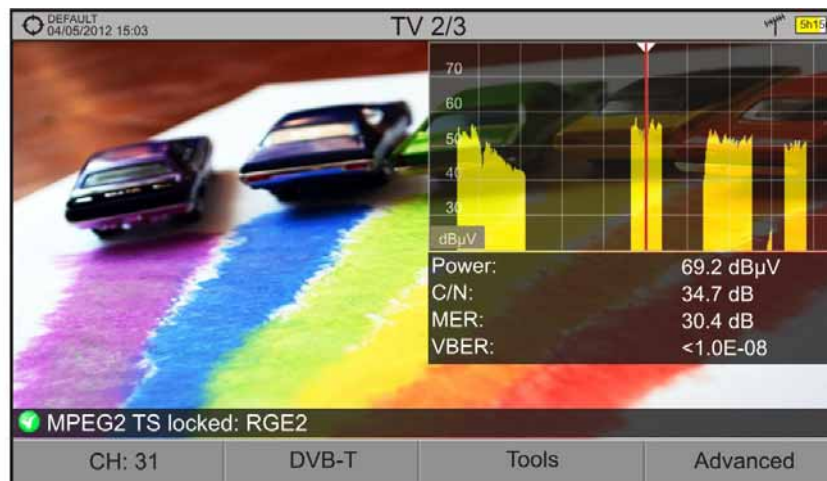 DEFAULT
04/05/2012 15:03
TV 2/3
5h15
70
60
50
40
30
dBµV
Power: 69.2 dBµV
C/N: 34.7 dB
MER: 30.4 dB
VBER: <1.0E-08
MPEG2 TS locked: RGE2
CH: 31
DVB-T
Tools
Advanced